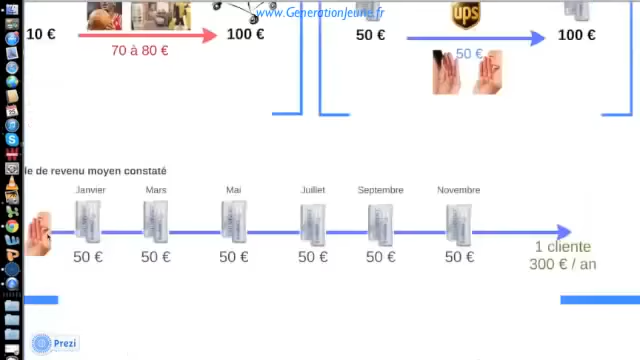 www.GenerationJeune.fr
ups
10 €
70 à 80 €
100 €
50 €
50 €
100 €
le de revenu moyen constaté
Janvier
Mars
Mai
Juillet
Septembre
Novembre
50 €
50 €
50 €
50 €
50 €
50 €
1 cliente
300 € / an
Prezi